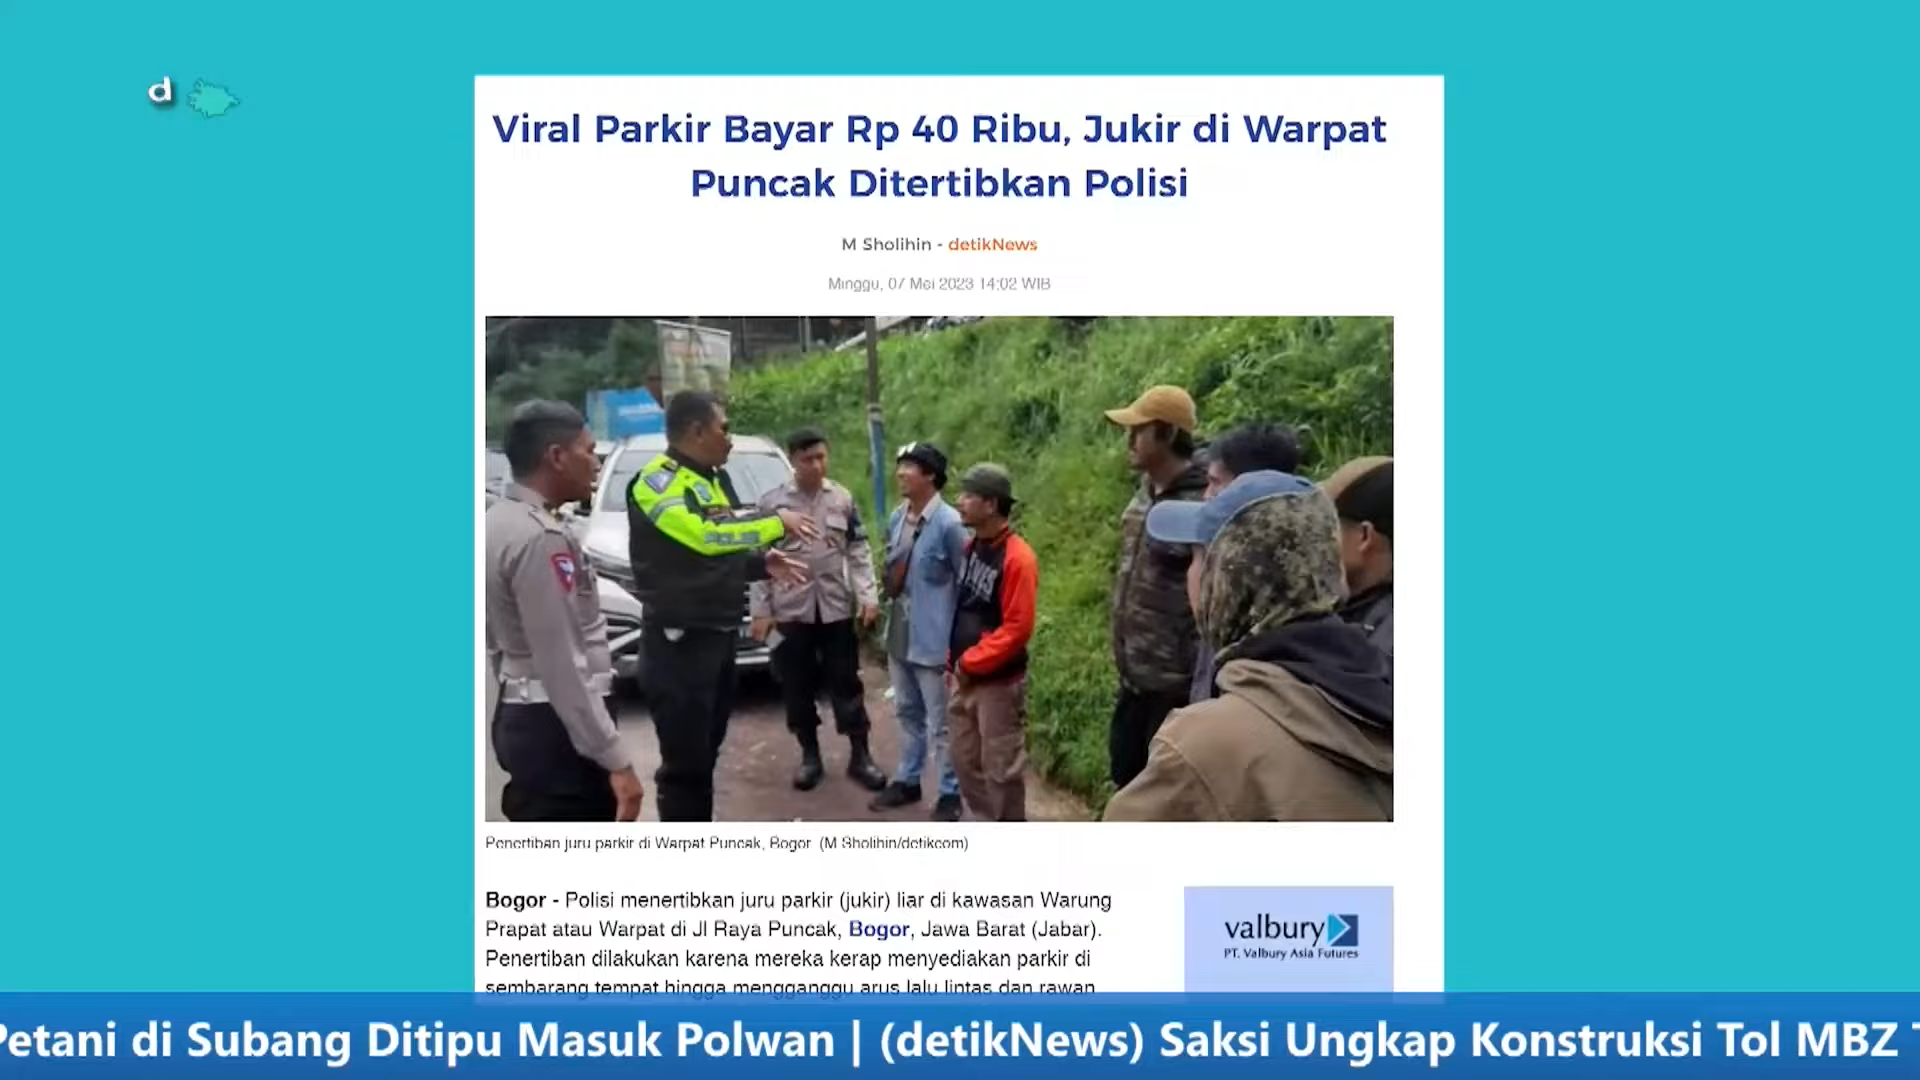 d
Viral Parkir Bayar Rp 40 Ribu, Jukir di Warpat
Puncak Ditertibkan Polisi
M Sholihin - detikNews
Minggu, 07 Mei 2023 14:02 WIB
POLISI
Penertiban juru parkir di Warpat Puncak, Bogor (M Sholihin/detikcom)
Bogor - Polisi menertibkan juru parkir (jukir) liar di kawasan Warung
Prapat atau Warpat di Jl Raya Puncak, Bogor, Jawa Barat (Jabar).
Penertiban dilakukan karena mereka kerap menyediakan parkir di
sembarang tempat hingga mengganggu arus lalu lintas dan rawan
valbury
PT. Valbury Asia Futures
Petani di Subang Ditipu Masuk Polwan | (detikNews) Saksi Ungkap Konstruksi Tol MBZ T